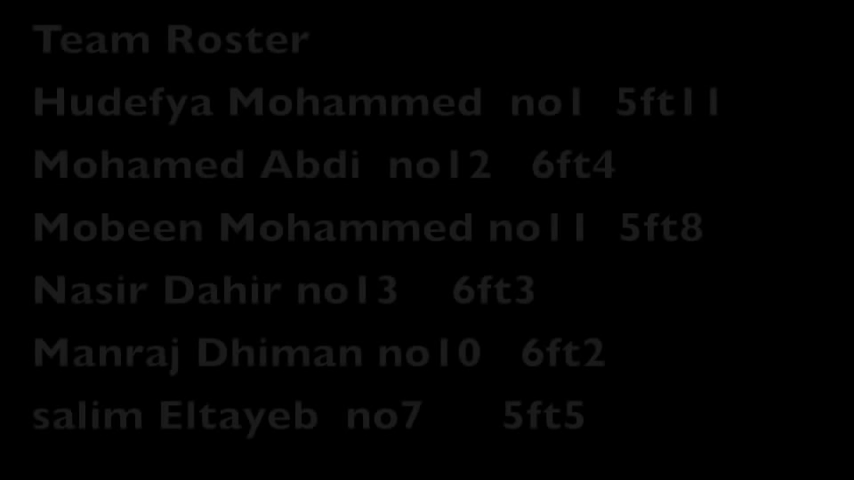 Team Roster
Hudefya Mohammed no1 5ft11
Mohamed Abdi no12 6ft4
Mobeen Mohammed no11 5ft8
Nasir Dahir no13 6ft3
Manraj Dhiman no10 6ft2
salim Eltayeb no7 5ft5